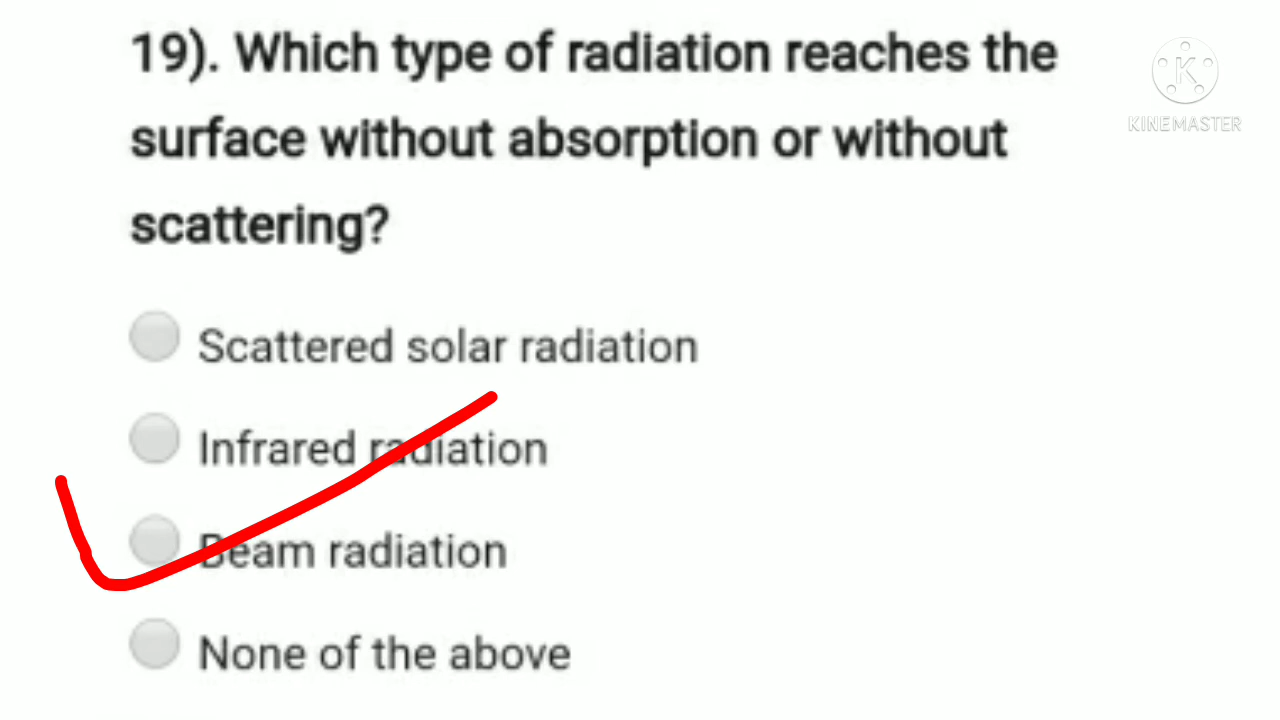 19). Which type of radiation reaches the
surface without absorption or without
scattering?
Scattered solar radiation
Infrared radiation
Beam radiation
None of the above
K
KINEMASTER